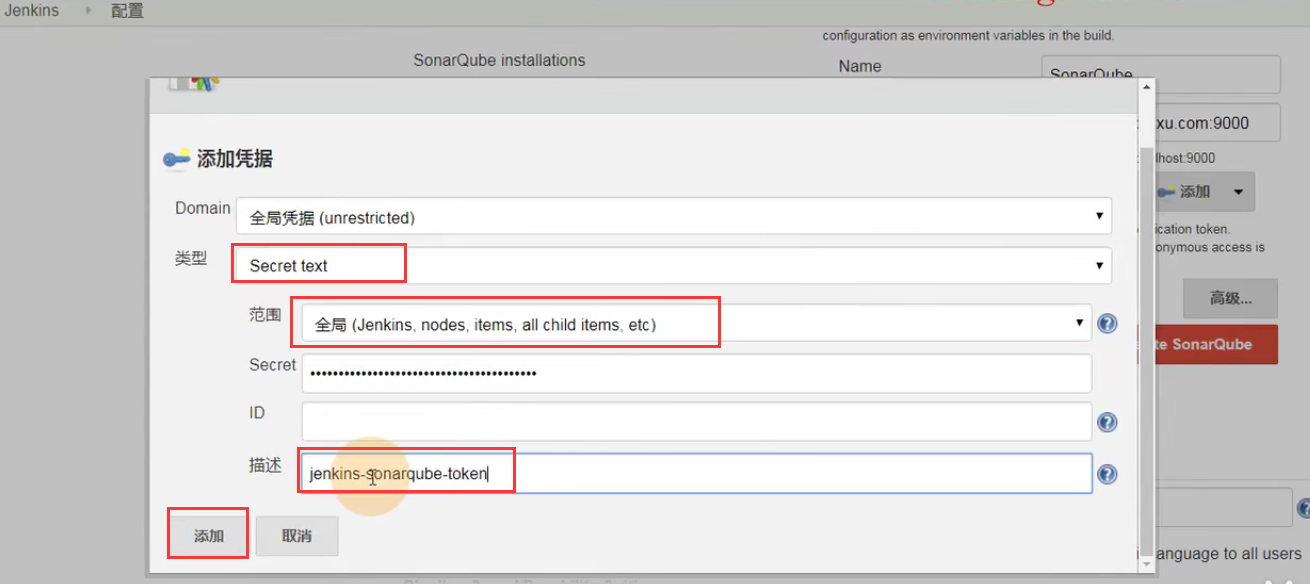 Jenkins
配置
configuration as environment variables in the build.
SonarQube installations
Name
SonarQube
xu.com:9000
lhost:9000
添加
ication token.
onymous access is
高级...
te SonarQube
添加凭据
Domain
全局凭据 (unrestricted)
类型
Secret text
范围
全局 (Jenkins, nodes, items, all child items, etc)
Secret
••••••••••••••••••••••••••••••••••••••••
ID
描述
jenkins-sonarqube-token
添加
取消
anguage to all users